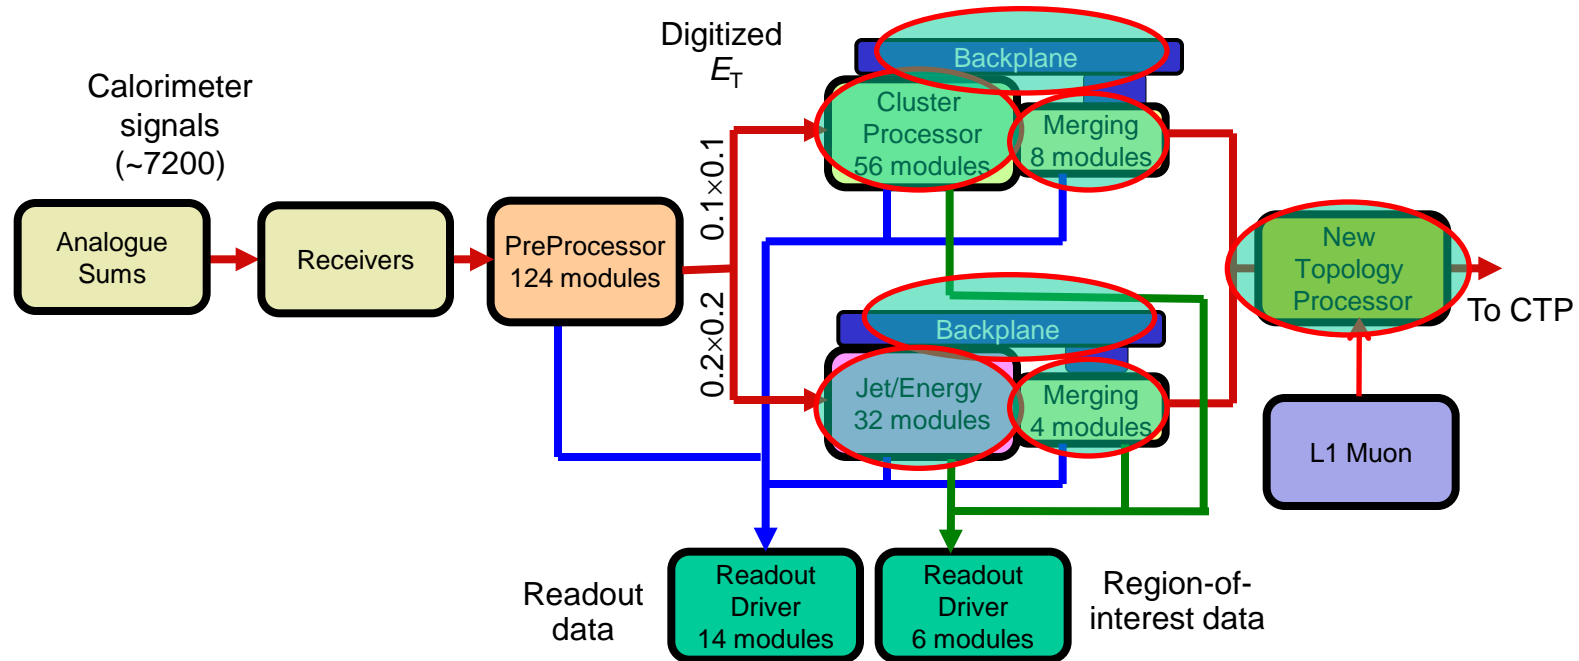 Calorimeter
signals
(~7200)
Analogue
Sums
Receivers
PreProcessor
124 modules
Digitized
E_T
0.1×0.1
0.2×0.2
Backplane
Cluster
Processor
56 modules
Merging
8 modules
Backplane
Jet/Energy
32 modules
Merging
4 modules
New
Topology
Processor
To CTP
L1 Muon
Readout
data
Readout
Driver
14 modules
Readout
Driver
6 modules
Region-of-
interest data